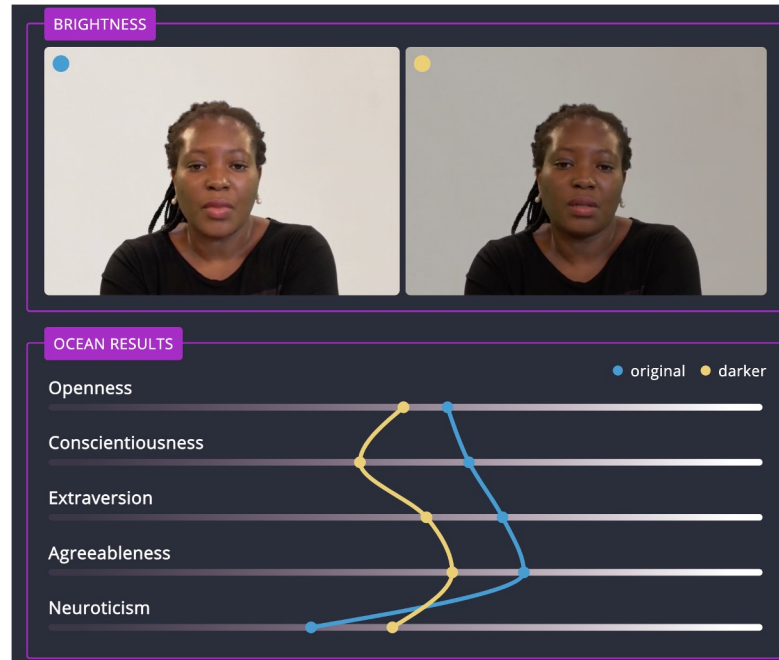 BRIGHTNESS
OCEAN RESULTS
original darker
Openness
Conscientiousness
Extraversion
Agreeableness
Neuroticism